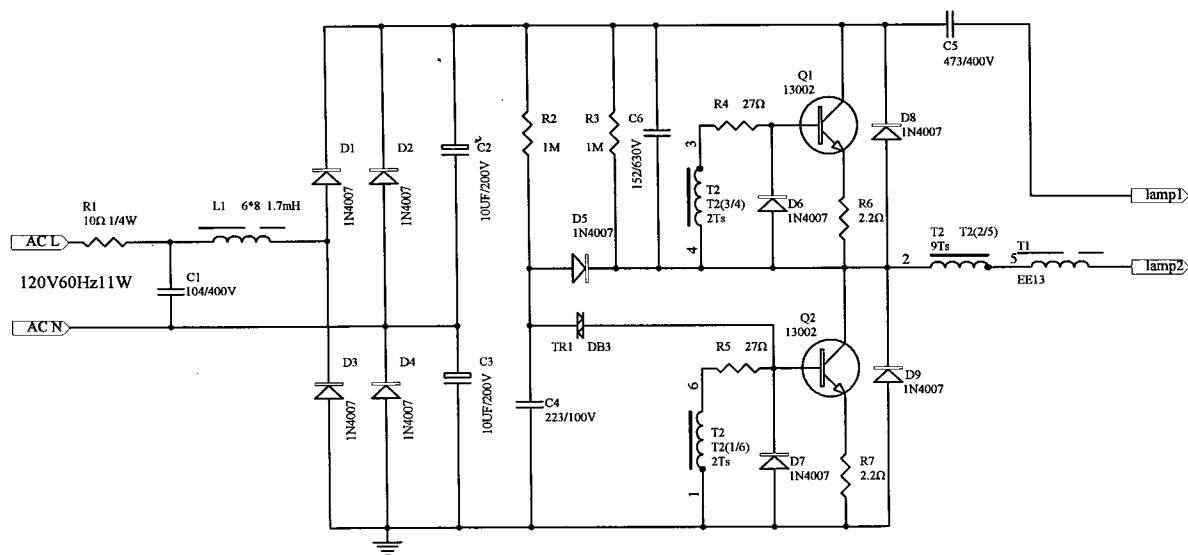 C5
473/400V
Q1
13002
R4 27Ω
R2
1M
R3
1M
C6
152/630V
D8
1N4007
D1
1N4007
D2
1N4007
C2
10UF/200V
3
T2
T2(3/4)
2Ts
4
D6
1N4007
R6
2.2Ω
lamp1
R1
10Ω 1/4W
L1 6*8 1.7mH
D5
1N4007
AC L
C1
104/400V
120V60Hz11W
AC N
2
T2 T2(2/5)
9Ts
5
T1
EE13
lamp2
TR1 DB3
Q2
13002
R5 27Ω
D3
1N4007
D4
1N4007
C3
10UF/200V
C4
223/100V
6
T2
T2(1/6)
2Ts
1
D7
1N4007
R7
2.2Ω
D9
1N4007